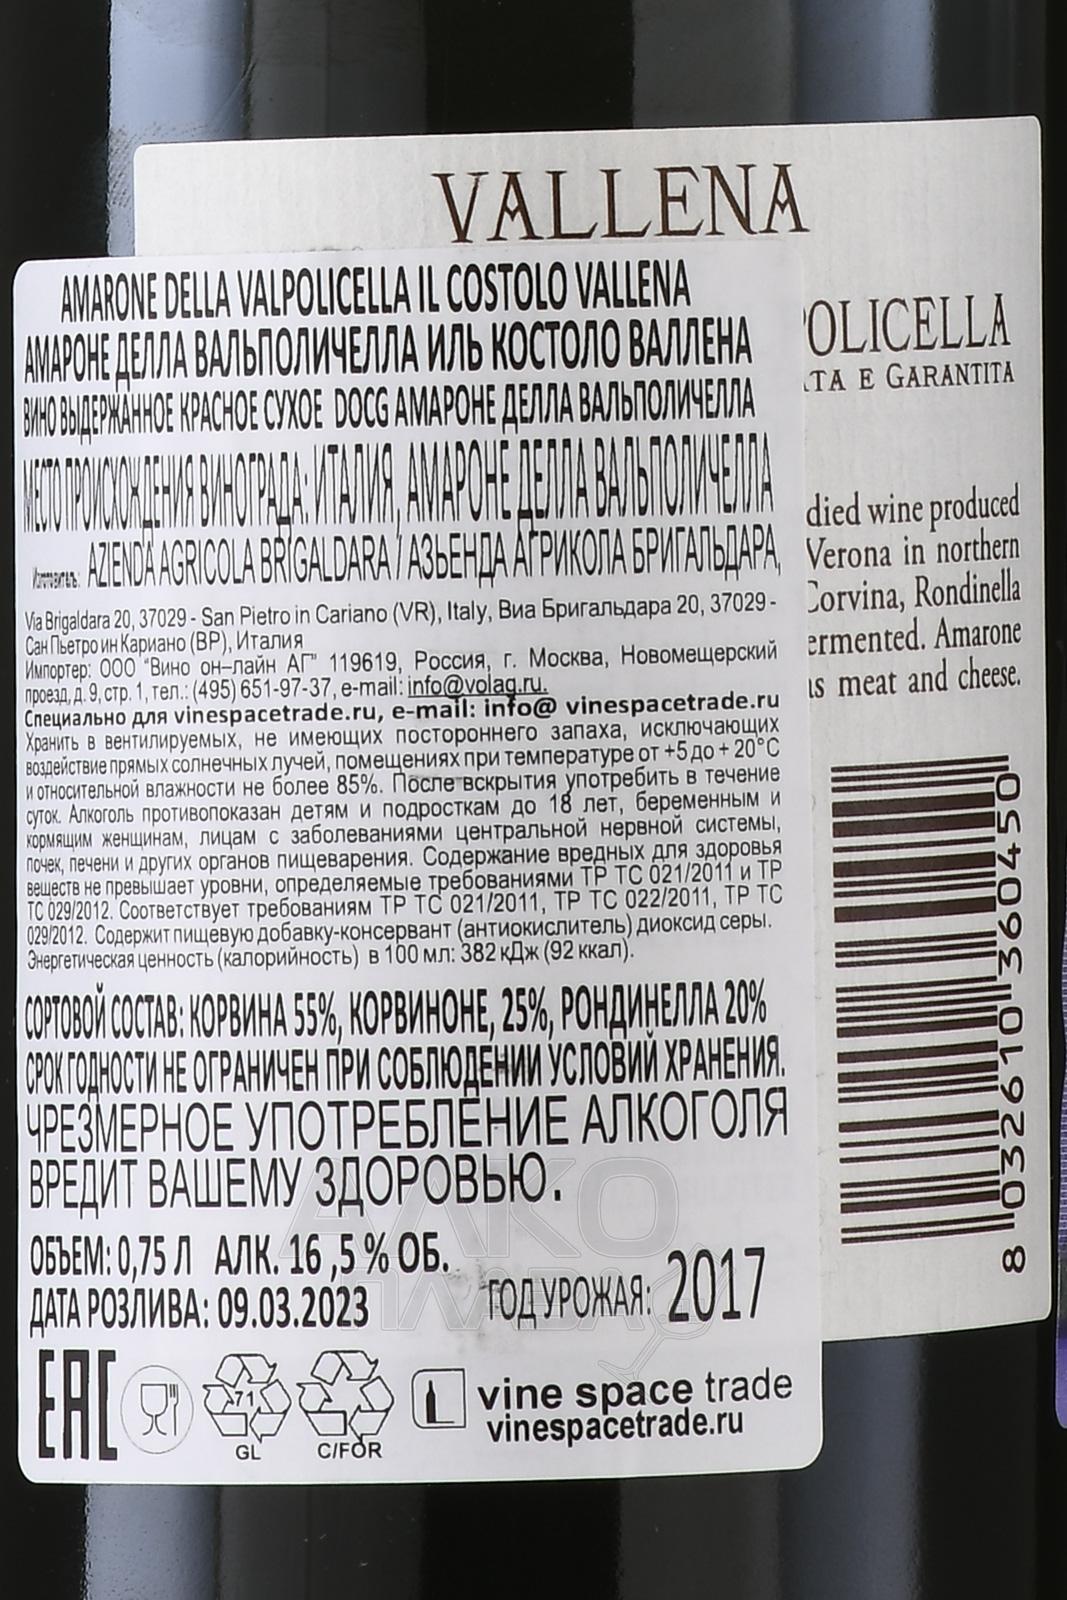 VALLENA
AMARONE DELLA VALPOLICELLA IL COSTOLO VALLENA
АМАРОНЕ ДЕЛЛА ВАЛЬПОЛИЧЕЛЛА ИЛЬ КОСТОЛО ВАЛЛЕНА
ВИНО ВЫДЕРЖАННОЕ КРАСНОЕ СУХОЕ DOCG АМАРОНЕ ДЕЛЛА ВАЛЬПОЛИЧЕЛЛА
МЕСТО ПРОИСХОЖДЕНИЯ ВИНОГРАДА: ИТАЛИЯ, АМАРОНЕ ДЕЛЛА ВАЛЬПОЛИЧЕЛЛА
Изготовитель: AZIENDA AGRICOLA BRIGALDARA / АЗЬЕНДА АГРИКОЛА БРИГАЛЬДАРА,
Via Brigaldara 20, 37029 - San Pietro in Cariano (VR), Italy, Виа Бригальдара 20, 37029 -
Сан Пьетро ин Кариано (ВР), Италия
Импортер: ООО "Вино он–лайн АГ" 119619, Россия, г. Москва, Новомещерский
проезд, д. 9, стр. 1, тел.: (495) 651-97-37, e-mail: info@volag.ru.
Специально для vinespacetrade.ru, e-mail: info@ vinespacetrade.ru
Хранить в вентилируемых, не имеющих постороннего запаха, исключающих
воздействие прямых солнечных лучей, помещениях при температуре от +5 до + 20°С
и относительной влажности не более 85%. После вскрытия употребить в течение
суток. Алкоголь противопоказан детям и подросткам до 18 лет, беременным и
кормящим женщинам, лицам с заболеваниями центральной нервной системы,
почек, печени и других органов пищеварения. Содержание вредных для здоровья
веществ не превышает уровни, определяемые требованиями ТР ТС 021/2011 и ТР
ТС 029/2012. Соответствует требованиям ТР ТС 021/2011, ТР ТС 022/2011, ТР ТС
029/2012. Содержит пищевую добавку-консервант (антиокислитель) диоксид серы.
Энергетическая ценность (калорийность) в 100 мл: 382 кДж (92 ккал).
СОРТОВОЙ СОСТАВ: КОРВИНА 55%, КОРВИНОНЕ, 25%, РОНДИНЕЛЛА 20%
СРОК ГОДНОСТИ НЕ ОГРАНИЧЕН ПРИ СОБЛЮДЕНИИ УСЛОВИЙ ХРАНЕНИЯ.
ЧРЕЗМЕРНОЕ УПОТРЕБЛЕНИЕ АЛКОГОЛЯ
ВРЕДИТ ВАШЕМУ ЗДОРОВЬЮ.
ОБЪЕМ: 0,75 Л АЛК. 16 ,5 % ОБ.
ДАТА РОЗЛИВА: 09.03.2023
ГОД УРОЖАЯ: 2017
EAC
71
GL
C/FOR
vine space trade
vinespacetrade.ru
OLICELLA
TA E GARANTITA
died wine produced
Verona in northern
Corvina, Rondinella
ermented. Amarone
as meat and cheese.
8 032610 360450
АЛКО
ПЛАЗА